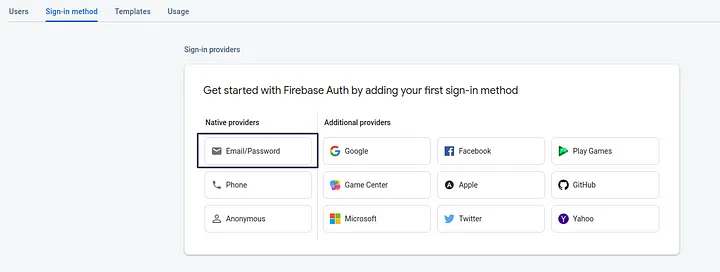 Users Sign-in method Templates Usage
Sign-in providers
Get started with Firebase Auth by adding your first sign-in method
Native providers Additional providers
Email/Password Google Facebook Play Games
Phone Game Center Apple GitHub
Anonymous Microsoft Twitter Yahoo